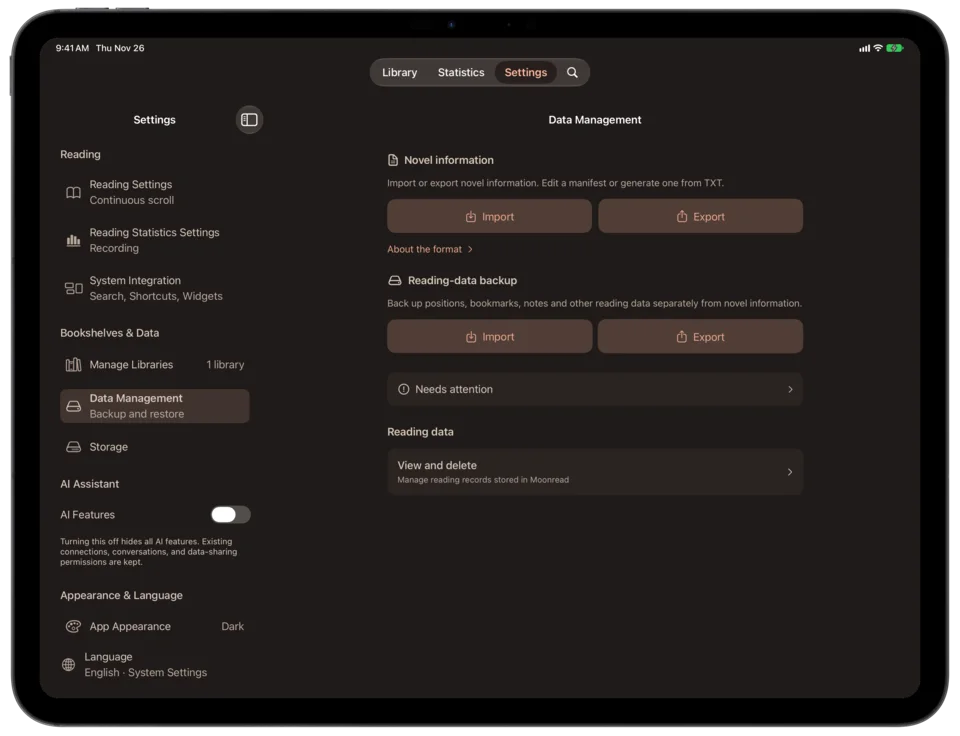 9:41 AM Thu Nov 26
Library Statistics Settings
Settings
Reading
Reading Settings
Continuous scroll
Reading Statistics Settings
Recording
System Integration
Search, Shortcuts, Widgets
Bookshelves & Data
Manage Libraries 1 library
Data Management
Backup and restore
Storage
AI Assistant
AI Features
Turning this off hides all AI features. Existing
connections, conversations, and data-sharing
permissions are kept.
Appearance & Language
App Appearance Dark
Language
English · System Settings
Data Management
Novel information
Import or export novel information. Edit a manifest or generate one from TXT.
Import Export
About the format
Reading-data backup
Back up positions, bookmarks, notes and other reading data separately from novel information.
Import Export
Needs attention
Reading data
View and delete
Manage reading records stored in Moonread